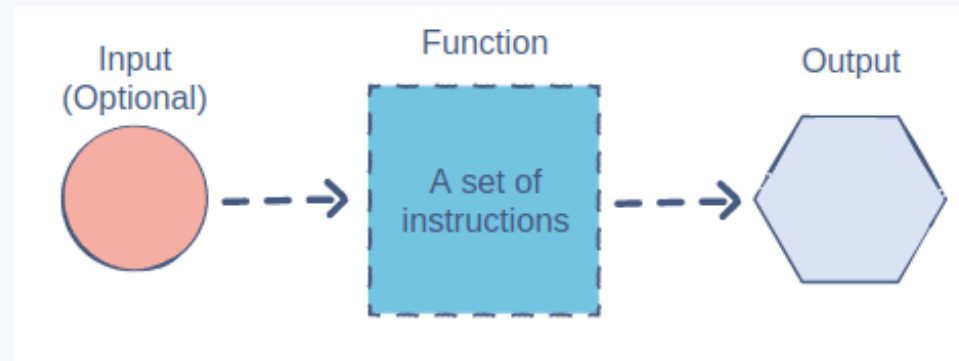 Input
(Optional)
Function
A set of
instructions
Output